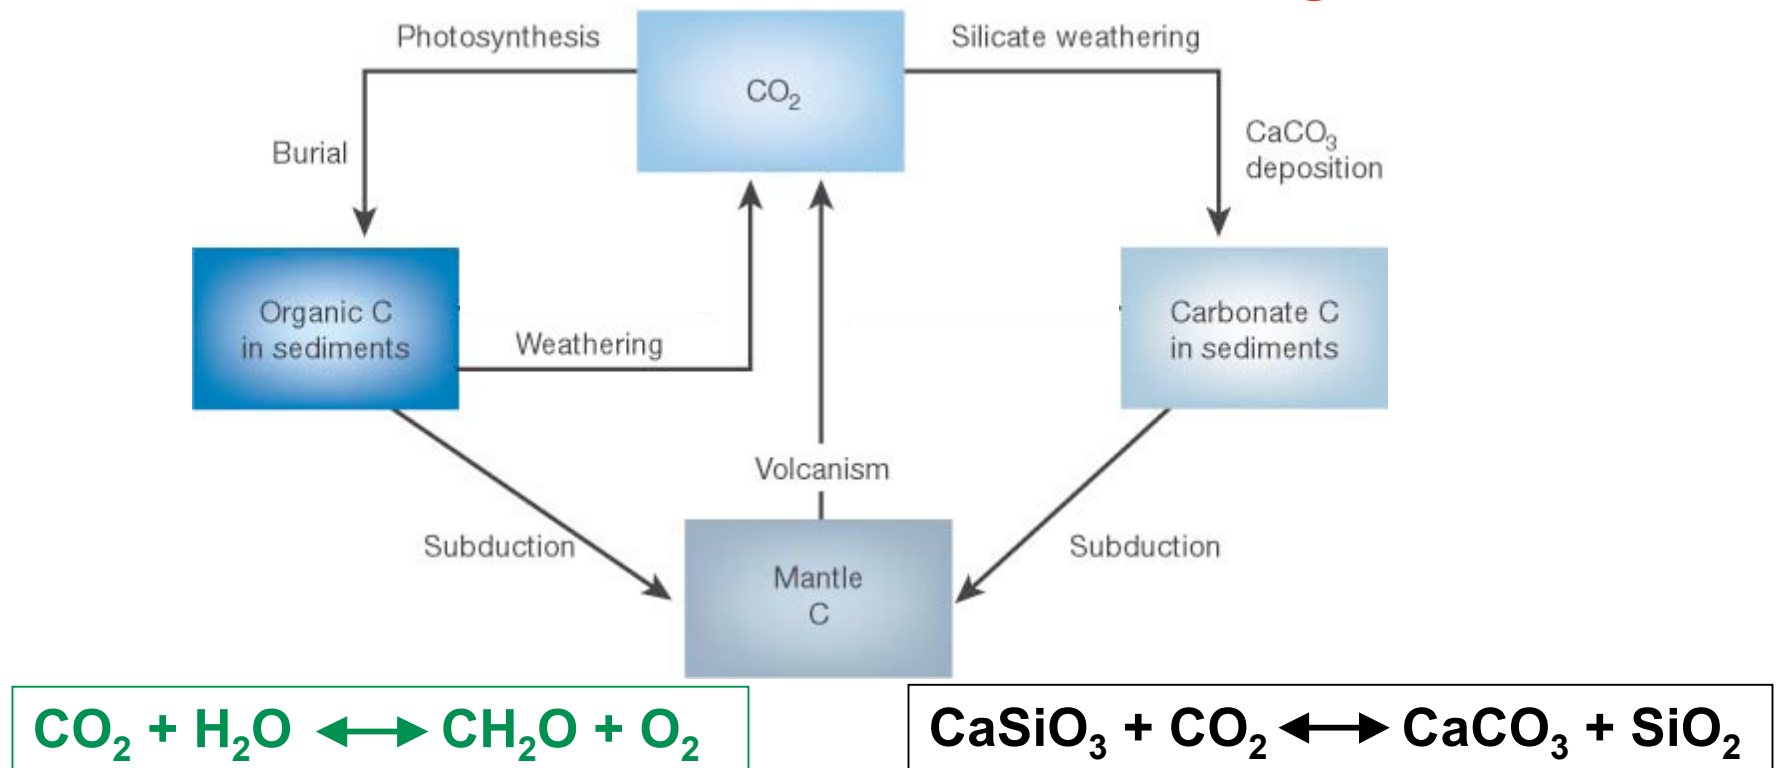 Photosynthesis
CO₂
Silicate weathering
Burial
CaCO₃
deposition
Organic C
in sediments
Weathering
Carbonate C
in sediments
Volcanism
Subduction
Subduction
Mantle
C
CO₂ + H₂O ↔ CH₂O + O₂
CaSiO₃ + CO₂ ↔ CaCO₃ + SiO₂